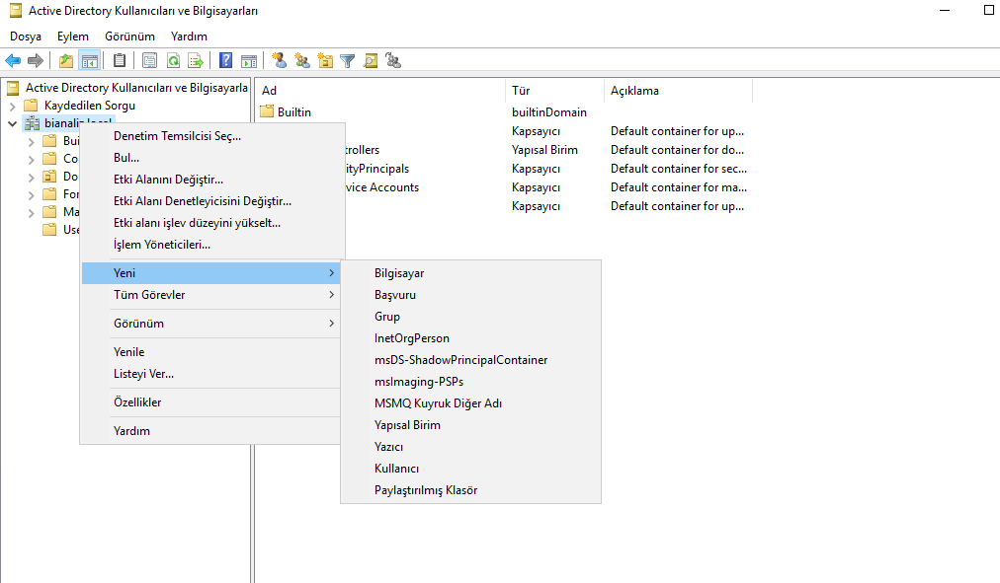 Active Directory Kullanıcıları ve Bilgisayarları
Dosya Eylem Görünüm Yardım
Active Directory Kullanıcıları ve Bilgisayarla
Kaydedilen Sorgu
Bui
Co
Do
For
Ma
Use
Ad Tür Açıklama
Builtin builtinDomain
Kapsayıcı Default container for up...
trollers Yapısal Birim Default container for do...
ityPrincipals Kapsayıcı Default container for sec...
vice Accounts Kapsayıcı Default container for ma...
Kapsayıcı Default container for up...
Denetim Temsilcisi Seç...
Bul...
Etki Alanını Değiştir...
Etki Alanı Denetleyicisini Değiştir...
Etki alanı işlev düzeyini yükselt...
İşlem Yöneticileri...
Yeni
Tüm Görevler
Görünüm
Yenile
Listeyi Ver...
Özellikler
Yardım
Bilgisayar
Başvuru
Grup
InetOrgPerson
msDS-ShadowPrincipalContainer
msImaging-PSPs
MSMQ Kuyruk Diğer Adı
Yapısal Birim
Yazıcı
Kullanıcı
Paylaştırılmış Klasör